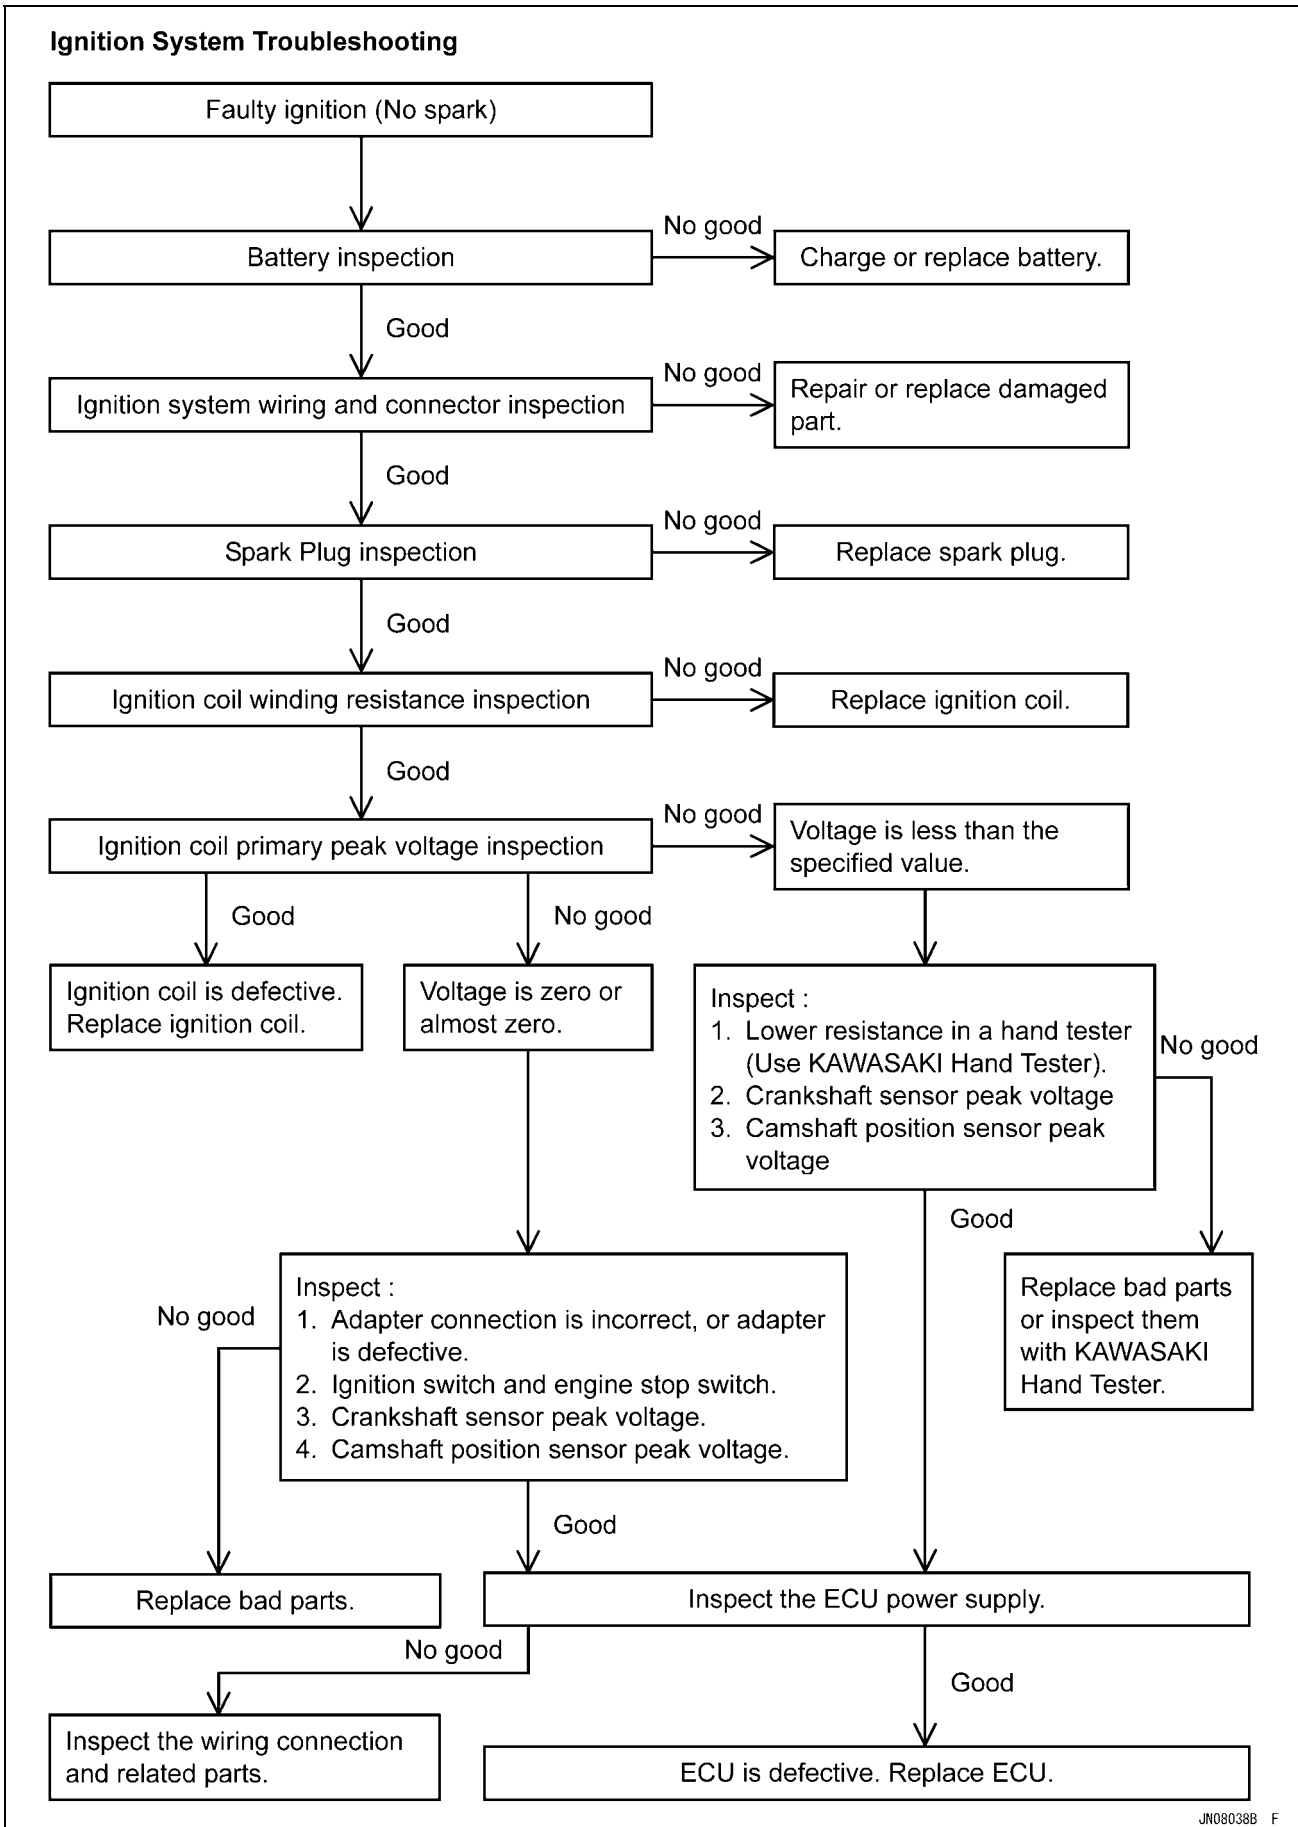 Ignition System Troubleshooting
Faulty ignition (No spark)
No good
Battery inspection
Charge or replace battery.
Good
No good
Ignition system wiring and connector inspection
Repair or replace damaged
part.
Good
No good
Spark Plug inspection
Replace spark plug.
Good
No good
Ignition coil winding resistance inspection
Replace ignition coil.
Good
No good
Ignition coil primary peak voltage inspection
Voltage is less than the
specified value.
Good
No good
Ignition coil is defective.
Replace ignition coil.
Voltage is zero or
almost zero.
Inspect :
1. Lower resistance in a hand tester
(Use KAWASAKI Hand Tester).
2. Crankshaft sensor peak voltage
3. Camshaft position sensor peak
voltage
No good
Good
No good
Inspect :
1. Adapter connection is incorrect, or adapter
is defective.
2. Ignition switch and engine stop switch.
3. Crankshaft sensor peak voltage.
4. Camshaft position sensor peak voltage.
Replace bad parts
or inspect them
with KAWASAKI
Hand Tester.
Good
Replace bad parts.
Inspect the ECU power supply.
No good
Good
Inspect the wiring connection
and related parts.
ECU is defective. Replace ECU.
JN08038B F